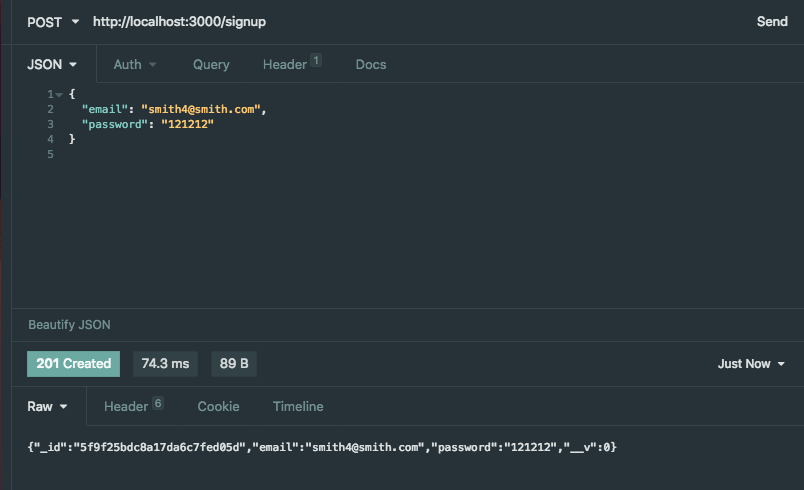 POST http://localhost:3000/signup Send
JSON Auth Query Header 1 Docs
1 {
2 "email": "smith4@smith.com",
3 "password": "121212"
4 }
5
Beautify JSON
201 Created 74.3 ms 89 B Just Now
Raw Header 6 Cookie Timeline
{"_id":"5f9f25bdc8a17da6c7fed05d","email":"smith4@smith.com","password":"121212","__v":0}